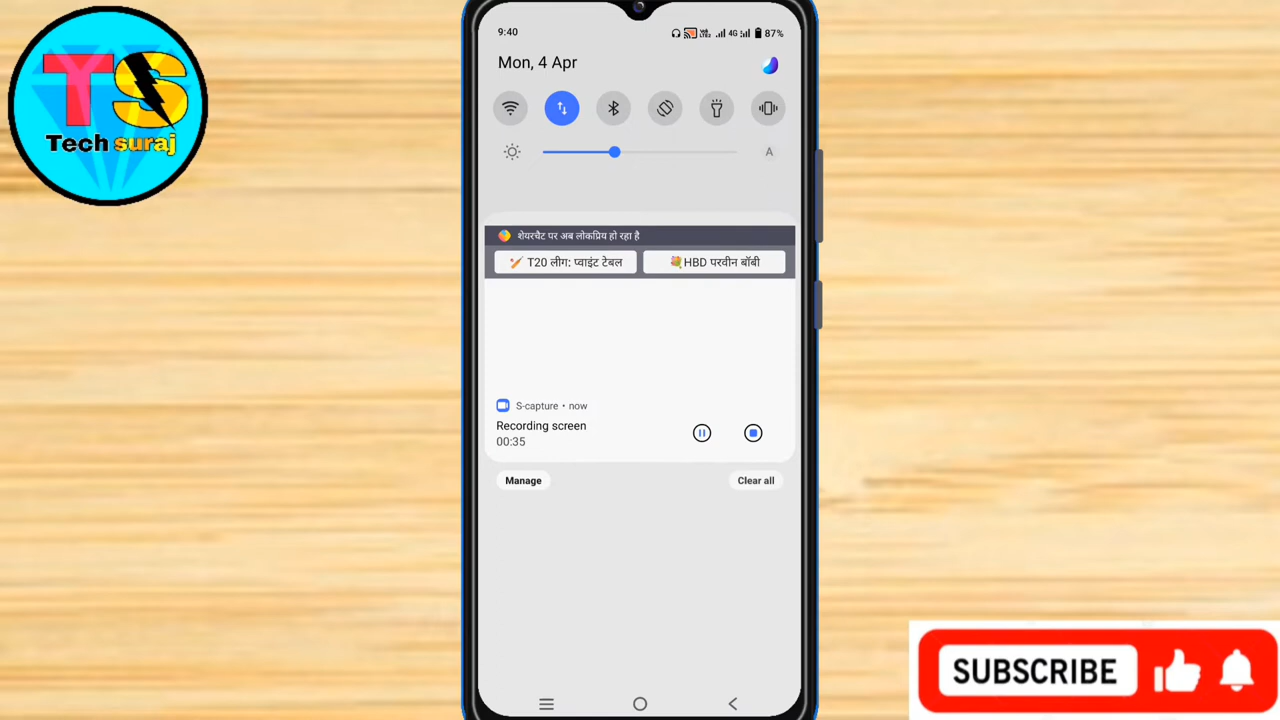 TS
Tech suraj
9:40
4G
87%
Mon, 4 Apr
A
शेयरचैट पर अब लोकप्रिय हो रहा है
T20 लीग: प्वाइंट टेबल
HBD परवीन बॉबी
S-capture • now
Recording screen
00:35
Manage
Clear all
SUBSCRIBE